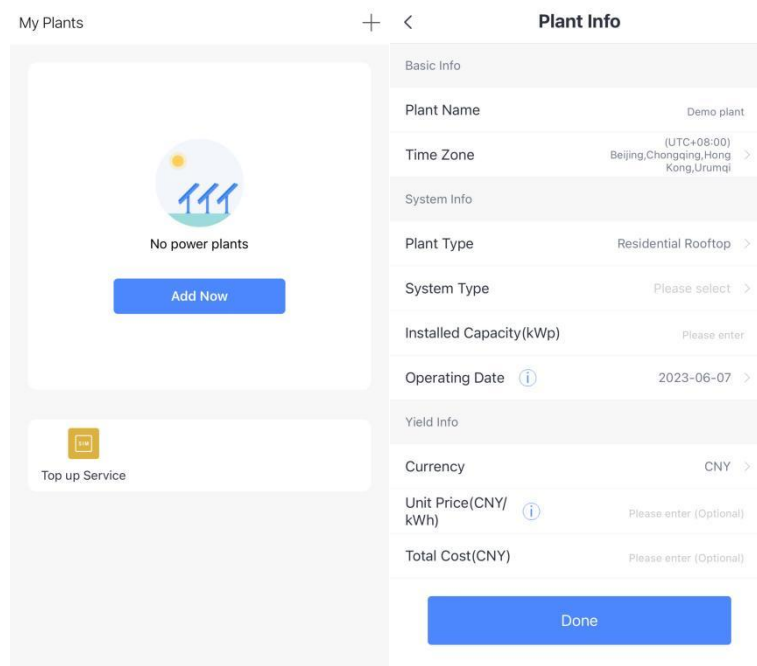 My Plants
No power plants
Add Now
SIM
Top up Service
Plant Info
Basic Info
Plant Name
Demo plant
Time Zone
(UTC+08:00)
Beijing,Chongqing,Hong
Kong,Urumqi
System Info
Plant Type
Residential Rooftop
System Type
Please select
Installed Capacity(kWp)
Please enter
Operating Date
i
2023-06-07
Yield Info
Currency
CNY
Unit Price(CNY/
kWh)
i
Please enter (Optional)
Total Cost(CNY)
Please enter (Optional)
Done